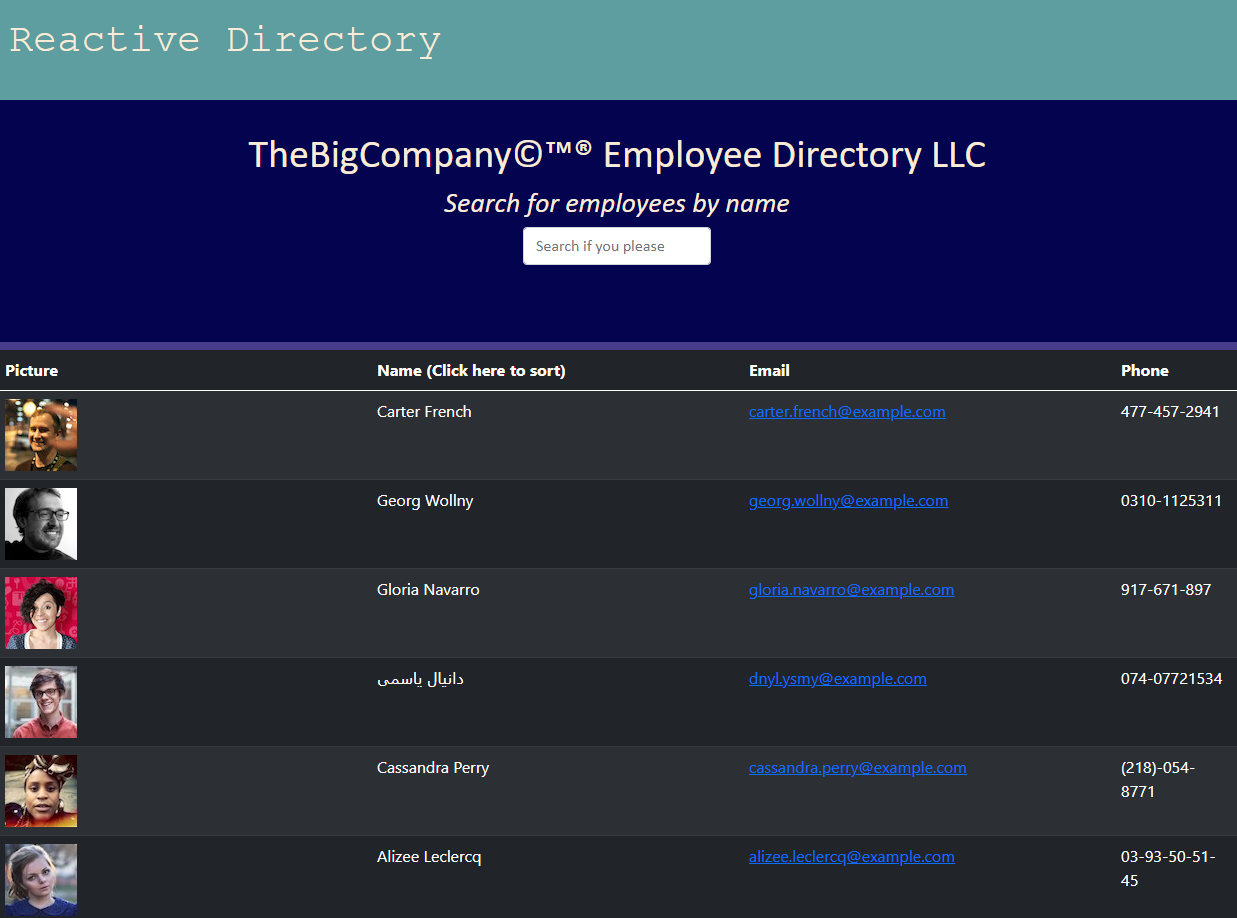 Reactive Directory
TheBigCompany©™® Employee Directory LLC
Search for employees by name
Search if you please
Picture Name (Click here to sort) Email Phone
Carter French carter.french@example.com 477-457-2941
Georg Wollny georg.wollny@example.com 0310-1125311
Gloria Navarro gloria.navarro@example.com 917-671-897
دانیال یاسمی dnyl.ysmy@example.com 074-07721534
Cassandra Perry cassandra.perry@example.com (218)-054-
8771
Alizee Leclercq alizee.leclercq@example.com 03-93-50-51-
45